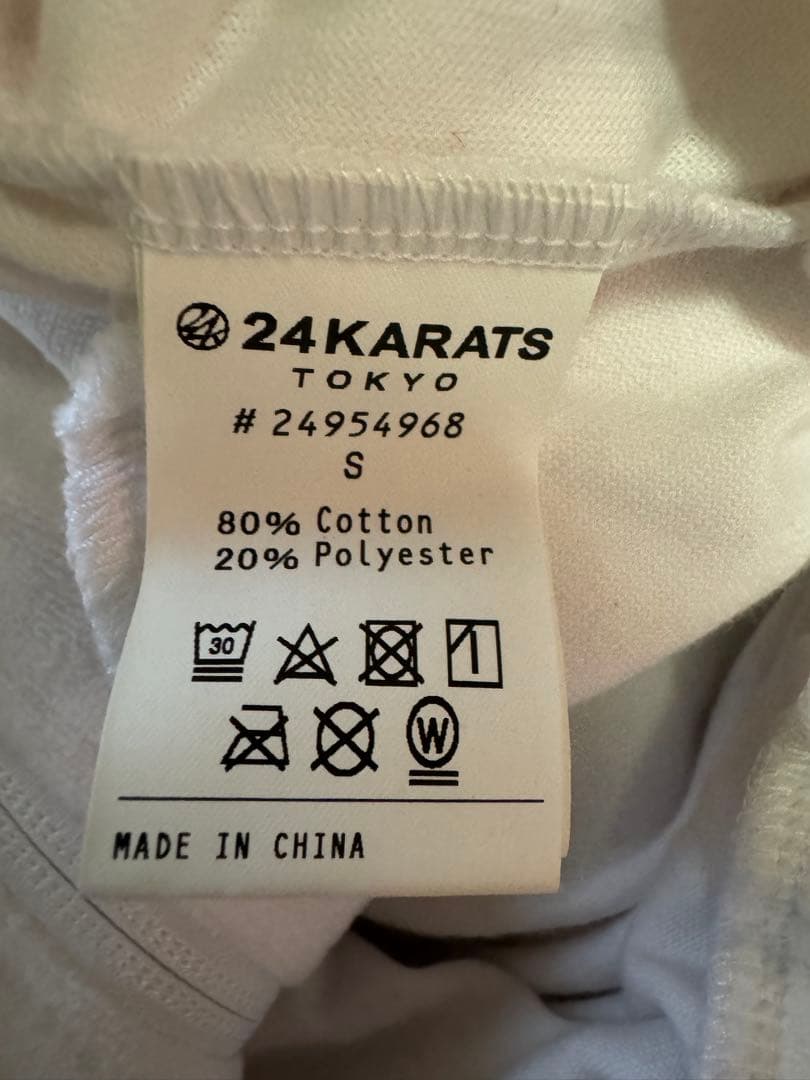 24KARATS
TOKYO
# 24954968
S
80% Cotton
20% Polyester
30
W
MADE IN CHINA